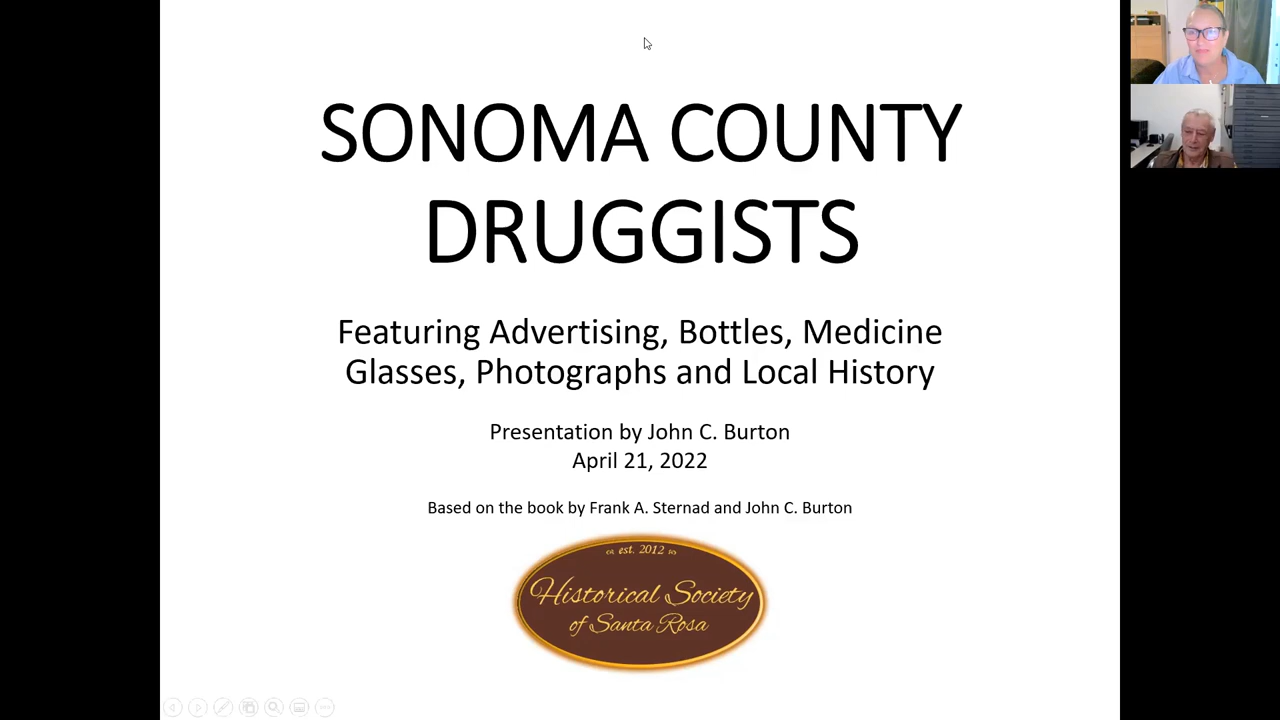 SONOMA COUNTY
DRUGGISTS
Featuring Advertising, Bottles, Medicine
Glasses, Photographs and Local History
Presentation by John C. Burton
April 21, 2022
Based on the book by Frank A. Sternad and John C. Burton
est. 2012
Historical Society
of Santa Rosa